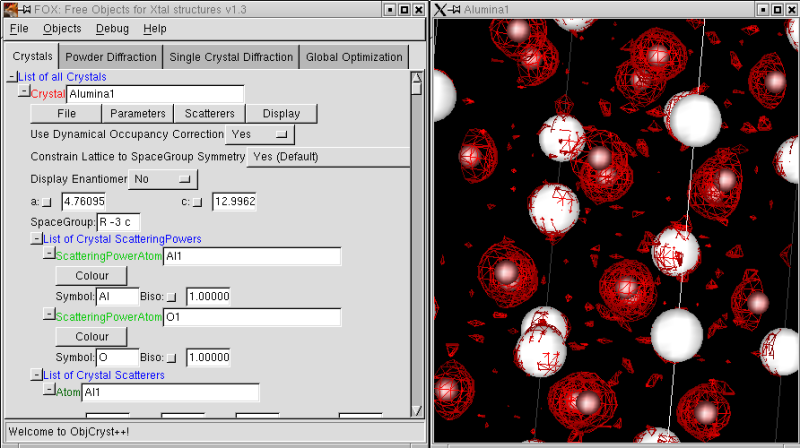 FOX: Free Objects for Xtal structures v1.3
File Objects Debug Help
Crystals Powder Diffraction Single Crystal Diffraction Global Optimization
List of all Crystals
Crystal Alumina1
File Parameters Scatterers Display
Use Dynamical Occupancy Correction Yes
Constrain Lattice to SpaceGroup Symmetry Yes (Default)
Display Enantiomer No
a: 4.76095 c: 12.9962
SpaceGroup: R -3 c
List of Crystal ScatteringPowers
ScatteringPowerAtom Al1
Colour
Symbol: Al Biso: 1.00000
ScatteringPowerAtom O1
Colour
Symbol: O Biso: 1.00000
List of Crystal Scatterers
Atom Al1
Welcome to ObjCryst++!
Alumina1